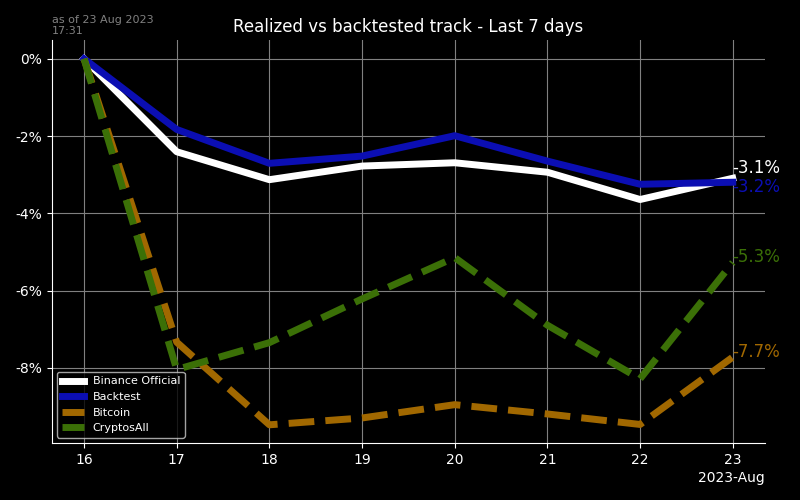 as of 23 Aug 2023
17:31
Realized vs backtested track - Last 7 days
0%
-2%
-4%
-6%
-8%
-3.1%
-3.2%
-5.3%
-7.7%
Binance Official
Backtest
Bitcoin
CryptosAll
16 17 18 19 20 21 22 23
2023-Aug